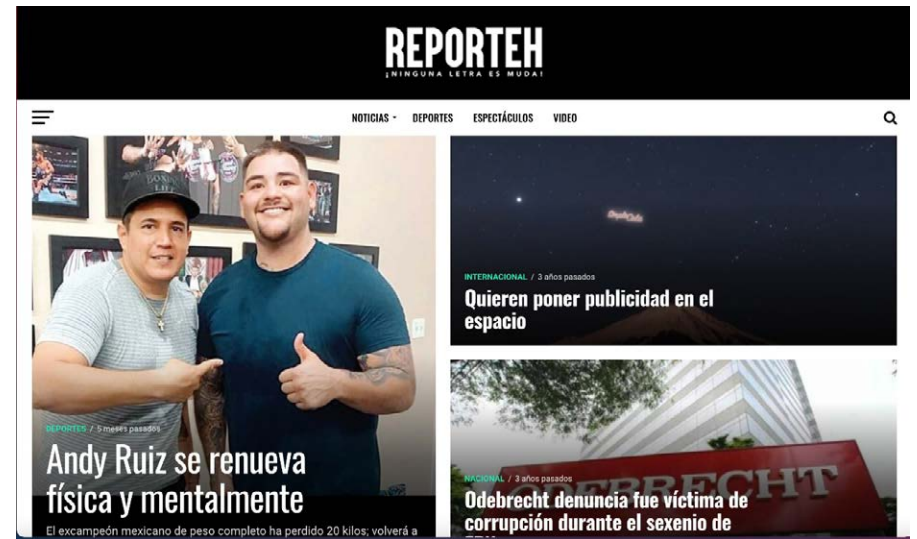 REPORTEH
¡NINGUNA LETRA ES MUDA!
NOTICIAS
DEPORTES
ESPECTÁCULOS
VIDEO
BOXING
LIFE
DEPORTES / 5 meses pasados
Andy Ruiz se renueva
física y mentalmente
El excampeón mexicano de peso completo ha perdido 20 kilos; volverá a
INTERNACIONAL / 3 años pasados
Quieren poner publicidad en el
espacio
ODEBRECHT
NACIONAL / 3 años pasados
Odebrecht denuncia fue víctima de
corrupción durante el sexenio de